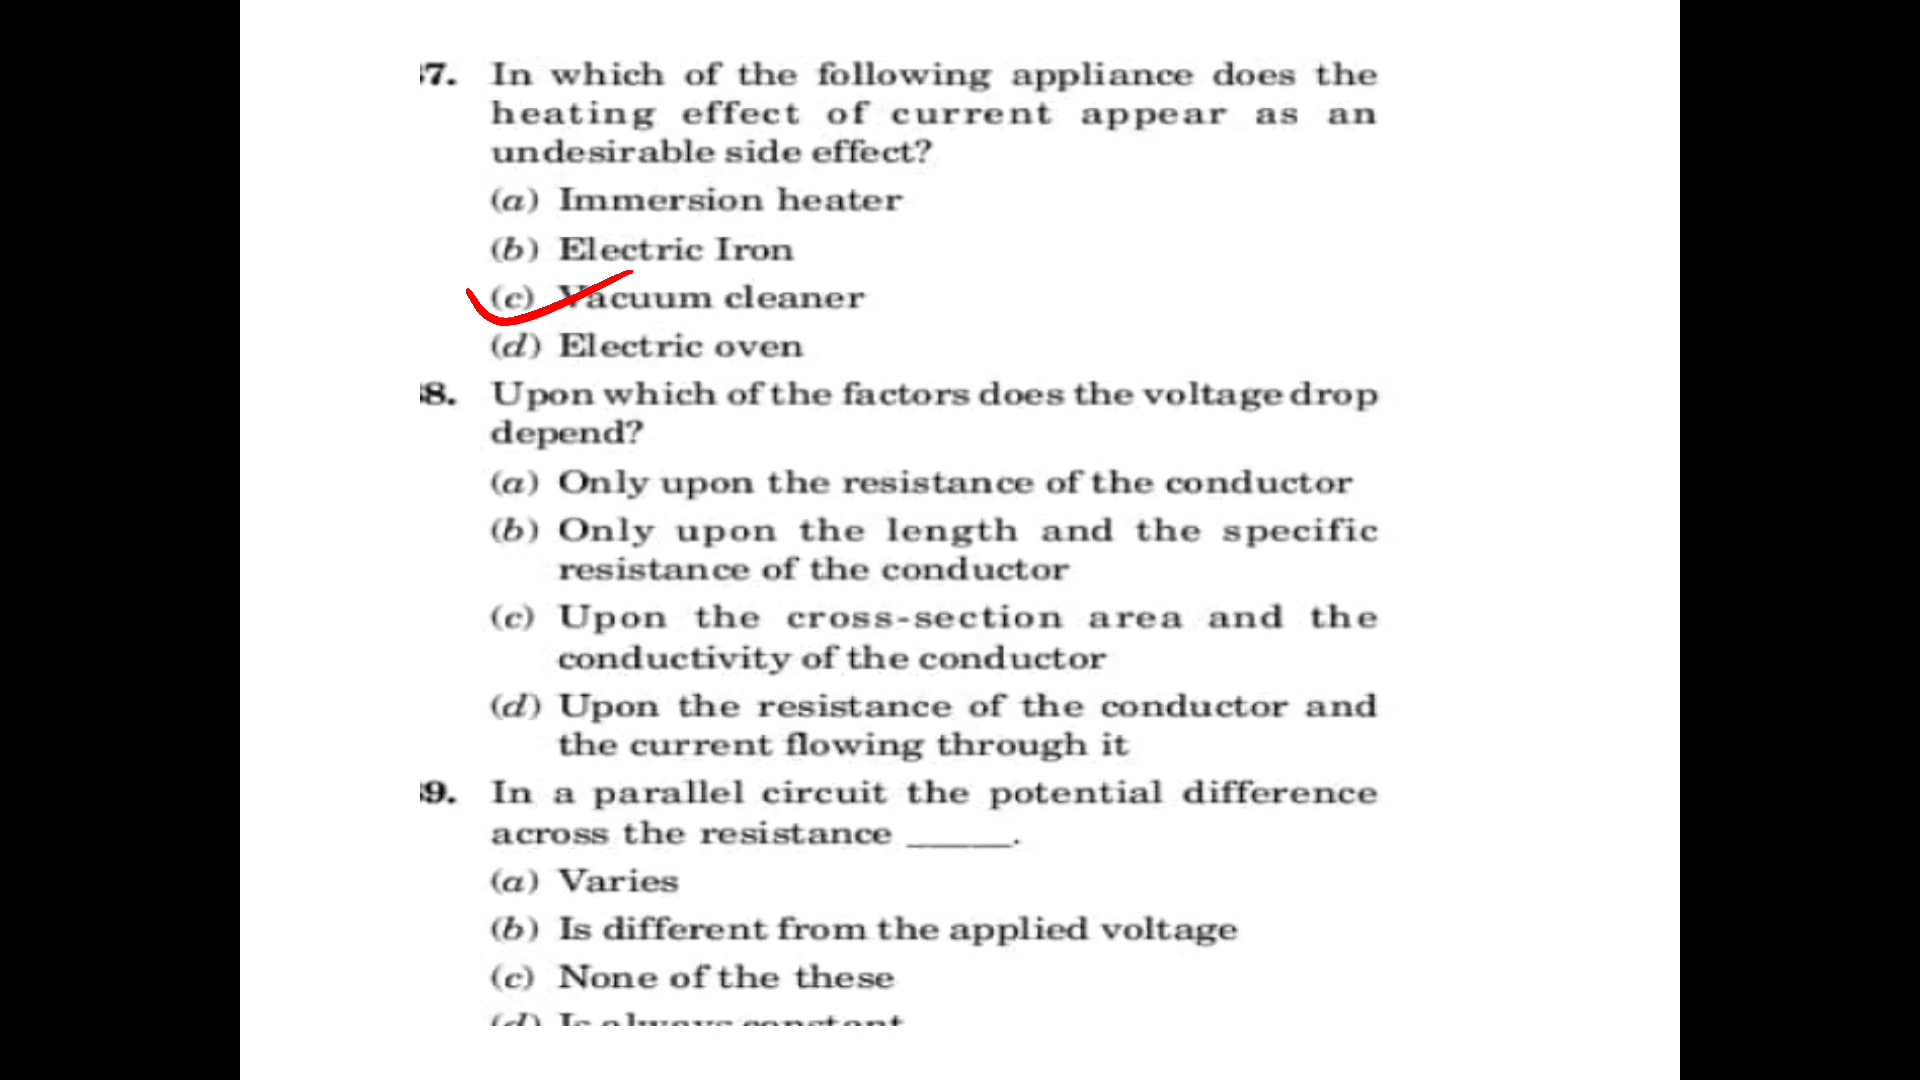 7. In which of the following appliance does the
heating effect of current appear as an
undesirable side effect?
(a) Immersion heater
(b) Electric Iron
(c) Vacuum cleaner
(d) Electric oven
8. Upon which of the factors does the voltage drop
depend?
(a) Only upon the resistance of the conductor
(b) Only upon the length and the specific
resistance of the conductor
(c) Upon the cross-section area and the
conductivity of the conductor
(d) Upon the resistance of the conductor and
the current flowing through it
9. In a parallel circuit the potential difference
across the resistance _____.
(a) Varies
(b) Is different from the applied voltage
(c) None of the these
(d) Is always constant